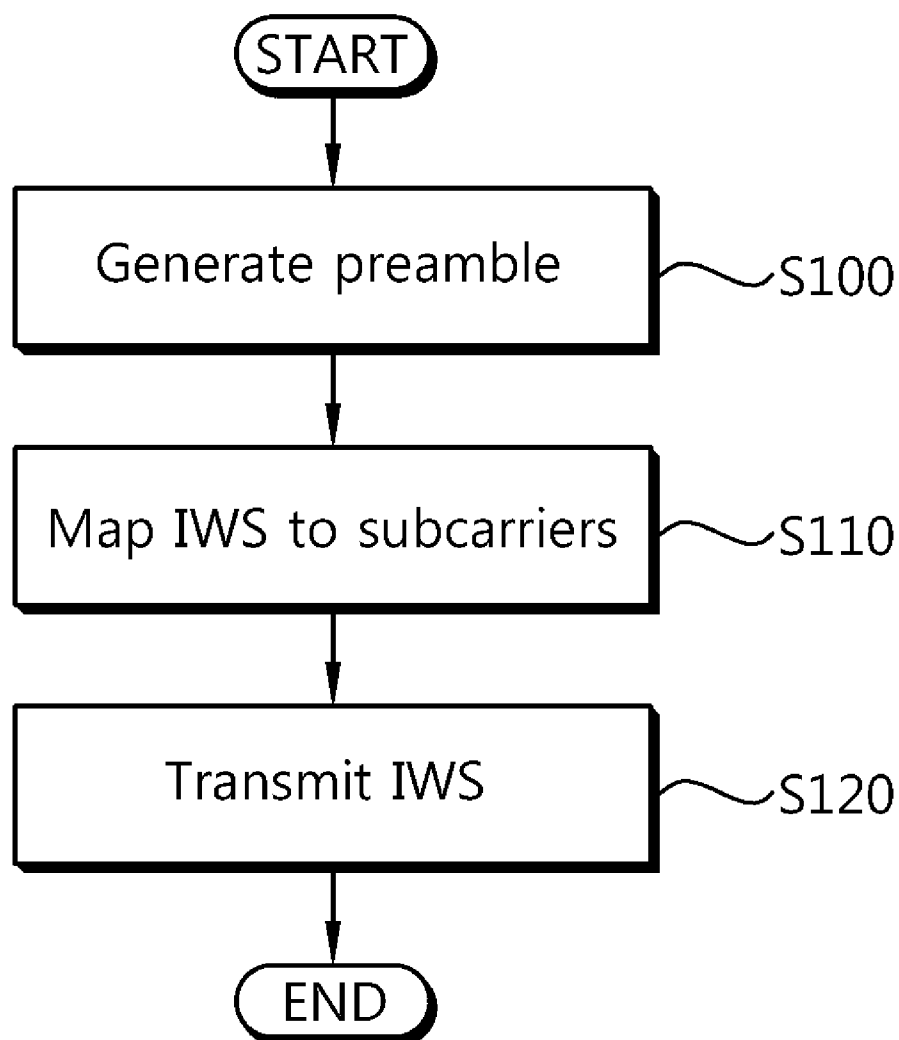 START
Generate preamble
S100
Map IWS to subcarriers
S110
Transmit IWS
S120
END